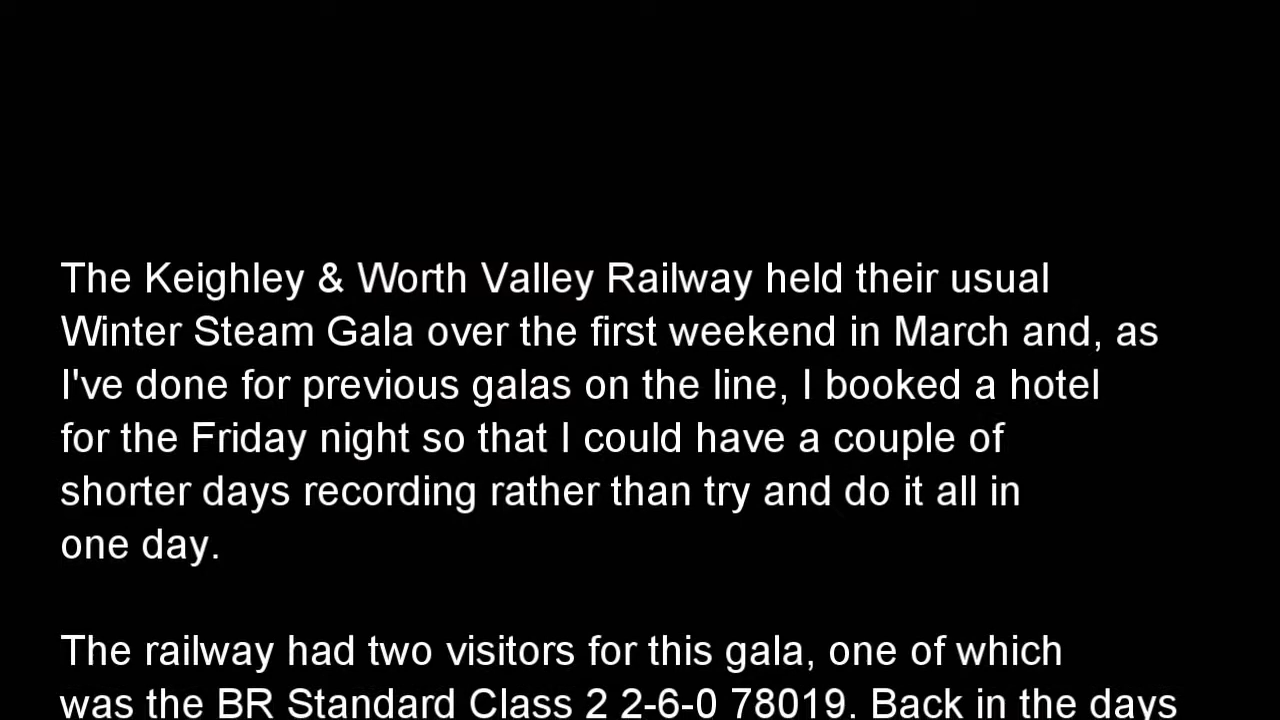 The Keighley & Worth Valley Railway held their usual
Winter Steam Gala over the first weekend in March and, as
I've done for previous galas on the line, I booked a hotel
for the Friday night so that I could have a couple of
shorter days recording rather than try and do it all in
one day.
The railway had two visitors for this gala, one of which
was the BR Standard Class 2 2-6-0 78019. Back in the days